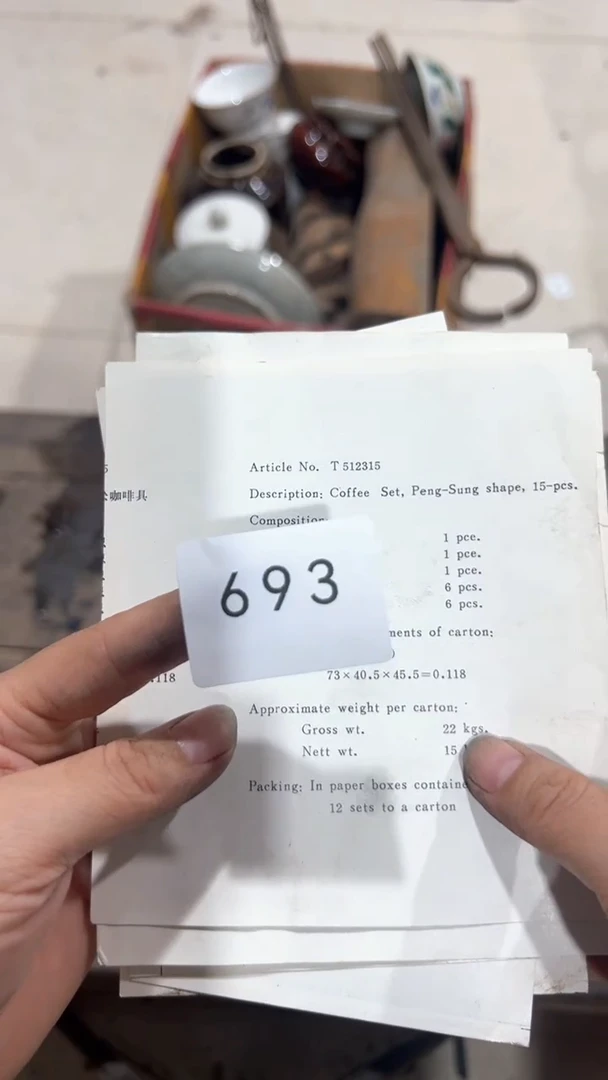 Article No. T 512315
咖啡具
Description: Coffee Set, Peng-Sung shape, 15-pcs.
Composition
693
1 pce.
1 pce.
1 pce.
6 pcs.
6 pcs.
of carton:
.118
73×40.5×45.5=0.118
Approximate weight per carton:
Gross wt. 22 kgs.
Nett wt. 15
Packing: In paper boxes
12 sets to a carton